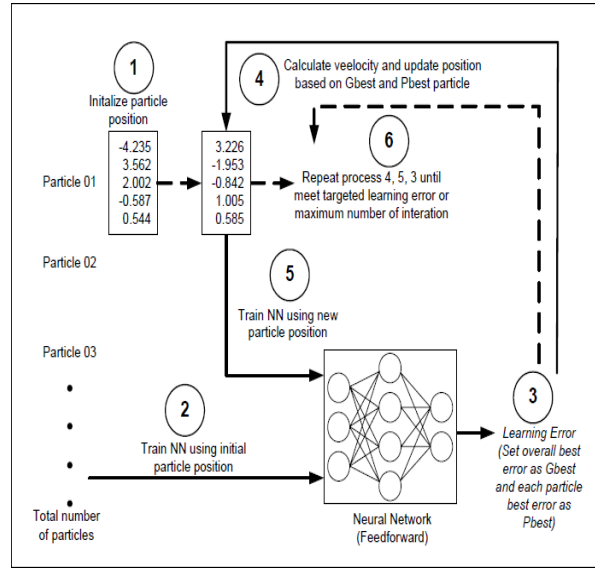 1
Initalize particle
position
-4.235
3.562
2.002
-0.587
0.544
Particle 01
Particle 02
Particle 03
Total number
of particles
3.226
-1.953
-0.842
1.005
0.585
4
Calculate veelocity and update position
based on Gbest and Pbest particle
6
Repeat process 4, 5, 3 until
meet targeted learning error or
maximum number of interation
5
Train NN using new
particle position
2
Train NN using initial
particle position
Neural Network
(Feedforward)
3
Learning Error
(Set overall best
error as Gbest
and each particle
best error as
Pbest)